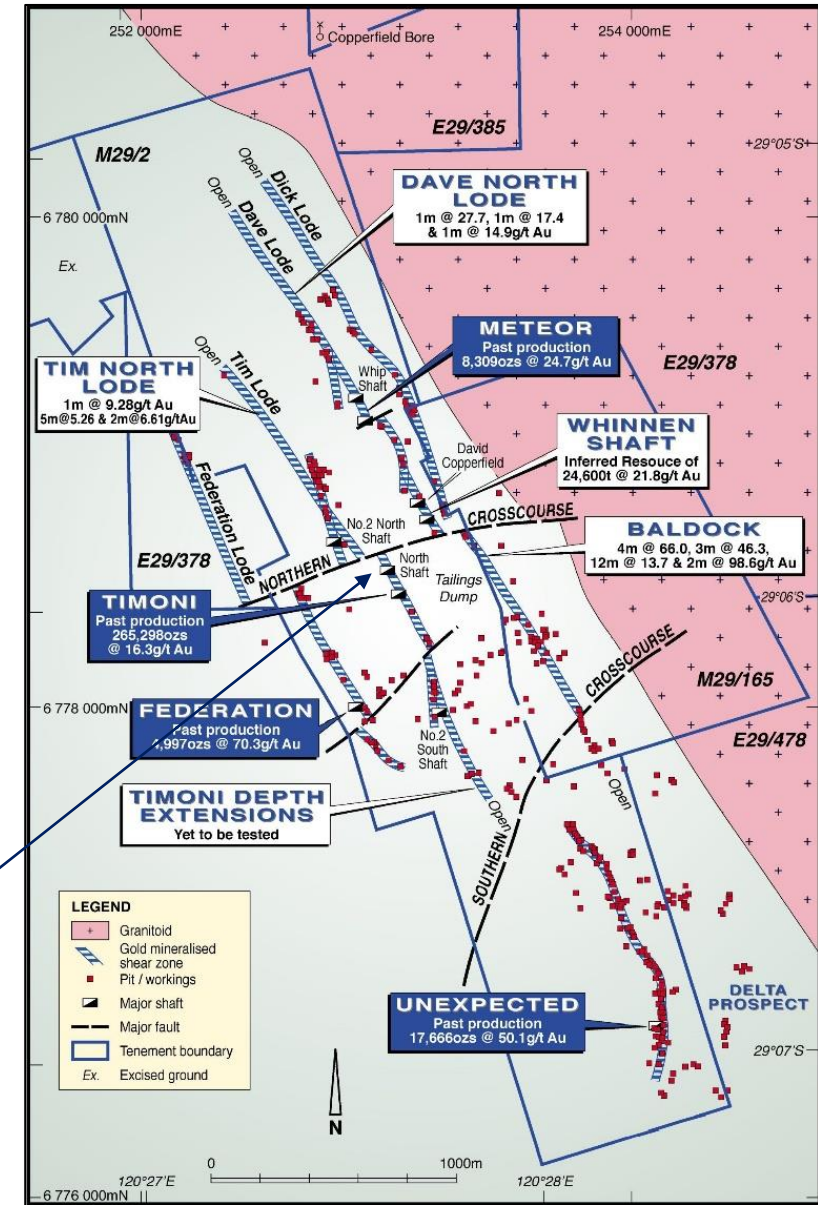 252 000mE
254 000mE
Copperfield Bore
E29/385
29°05'S
M29/2
Open
Dick Lode
Open
Dave Lode
DAVE NORTH
LODE
1m @ 27.7, 1m @ 17.4
& 1m @ 14.9g/t Au
6 780 000mN
Ex.
METEOR
Past production
8,309ozs @ 24.7g/t Au
E29/378
Open
Tim Lode
Whip
Shaft
TIM NORTH
LODE
1m @ 9.28g/t Au
5m@5.26 & 2m@6.61g/tAu
WHINNEN
SHAFT
Inferred Resouce of
24,600t @ 21.8g/t Au
David
Copperfield
Federation Lode
No.2 North
Shaft
NORTHERN
CROSSCOURSE
BALDOCK
4m @ 66.0, 3m @ 46.3,
12m @ 13.7 & 2m @ 98.6g/t Au
E29/378
North
Shaft
Tailings
Dump
29°06'S
TIMONI
Past production
265,298ozs
@ 16.3g/t Au
CROSSCOURSE
M29/165
6 778 000mN
FEDERATION
Past production
,997ozs @ 70.3g/t Au
E29/478
No.2
South
Shaft
Open
TIMONI DEPTH
EXTENSIONS
Yet to be tested
Open
SOUTHERN
LEGEND
Granitoid
Gold mineralised
shear zone
Pit / workings
Major shaft
Major fault
Tenement boundary
Ex. Excised ground
UNEXPECTED
Past production
17,666ozs @ 50.1g/t Au
DELTA
PROSPECT
29°07'S
N
0 1000m
120°27'E
120°28'E
6 776 000mN